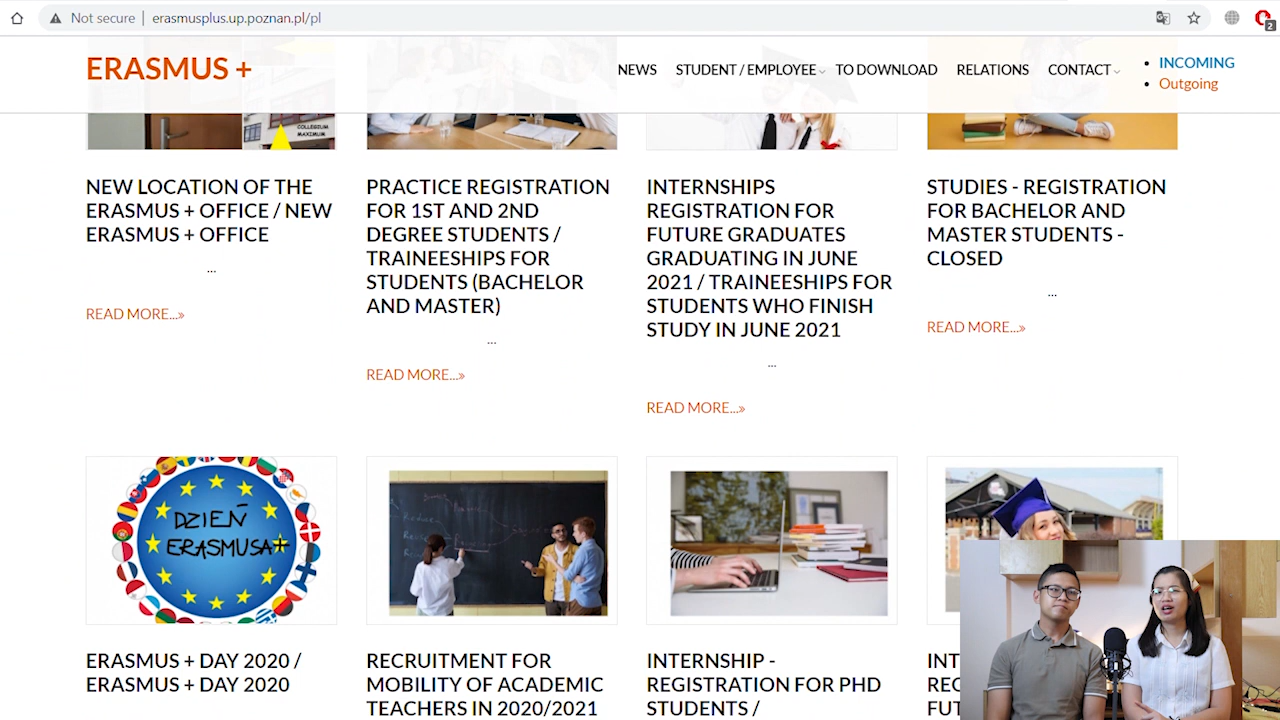 Not secure | erasmusplus.up.poznan.pl/pl
2
ERASMUS +
NEWS
STUDENT / EMPLOYEE
TO DOWNLOAD
RELATIONS
CONTACT
INCOMING
Outgoing
COLLEGIUM
MAXIMUM
NEW LOCATION OF THE
ERASMUS + OFFICE / NEW
ERASMUS + OFFICE
...
READ MORE...»
PRACTICE REGISTRATION
FOR 1ST AND 2ND
DEGREE STUDENTS /
TRAINEESHIPS FOR
STUDENTS (BACHELOR
AND MASTER)
...
READ MORE...»
INTERNSHIPS
REGISTRATION FOR
FUTURE GRADUATES
GRADUATING IN JUNE
2021 / TRAINEESHIPS FOR
STUDENTS WHO FINISH
STUDY IN JUNE 2021
...
READ MORE...»
STUDIES - REGISTRATION
FOR BACHELOR AND
MASTER STUDENTS -
CLOSED
...
READ MORE...»
DZIEŃ
ERASMUSA+
ERASMUS + DAY 2020 /
ERASMUS + DAY 2020
RECRUITMENT FOR
MOBILITY OF ACADEMIC
TEACHERS IN 2020/2021
INTERNSHIP -
REGISTRATION FOR PHD
STUDENTS /
INT
REG
FUT